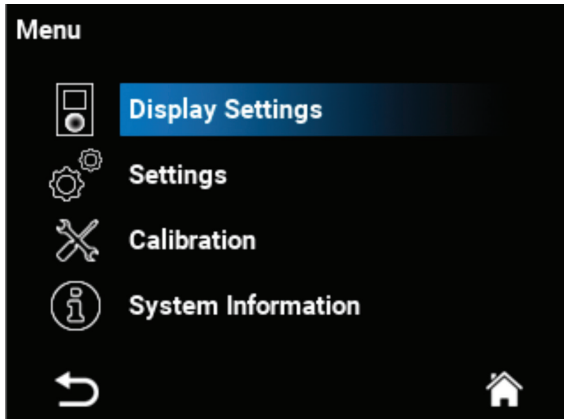 Menu
Display Settings
Settings
Calibration
System Information